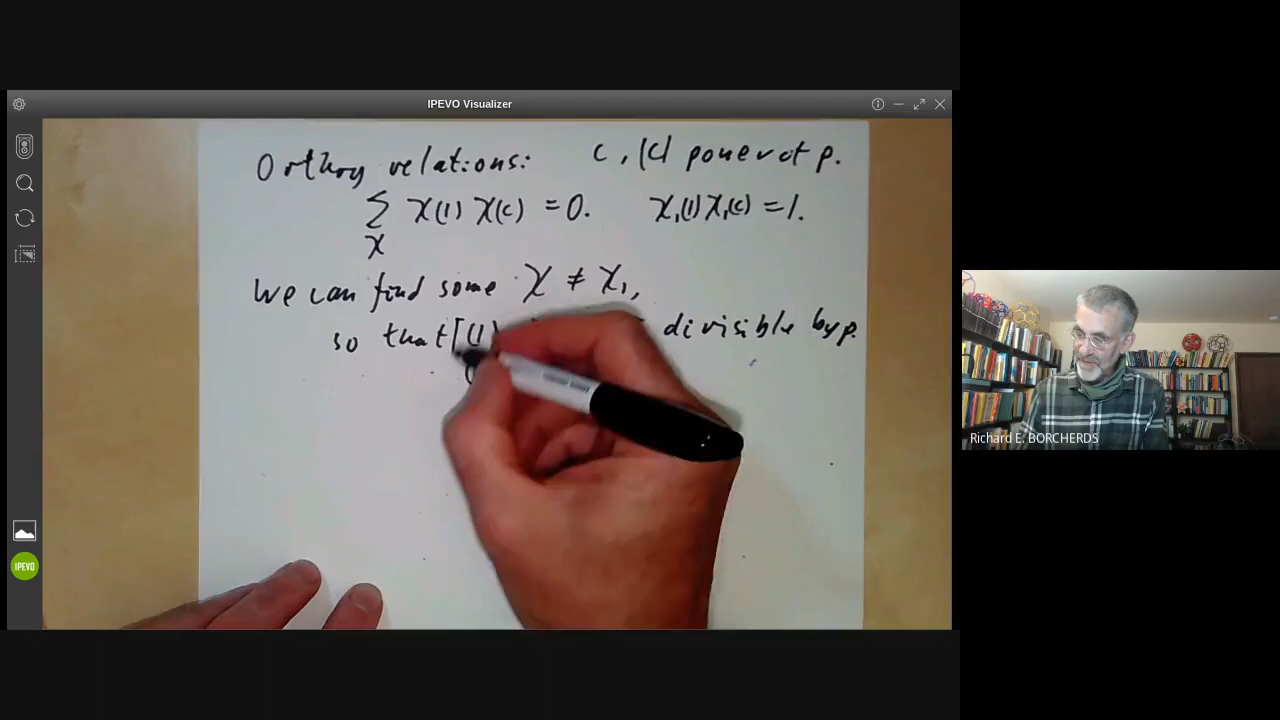 IPEVO Visualizer
Orthog relations: C, |C| power of p.
∑ χ(1) χ(c) = 0. χ₁(1) χ₁(c) = 1.
χ
We can find some χ ≠ χ₁,
so that (1) divisible by p.
IPEVO
Richard E. BORCHERDS